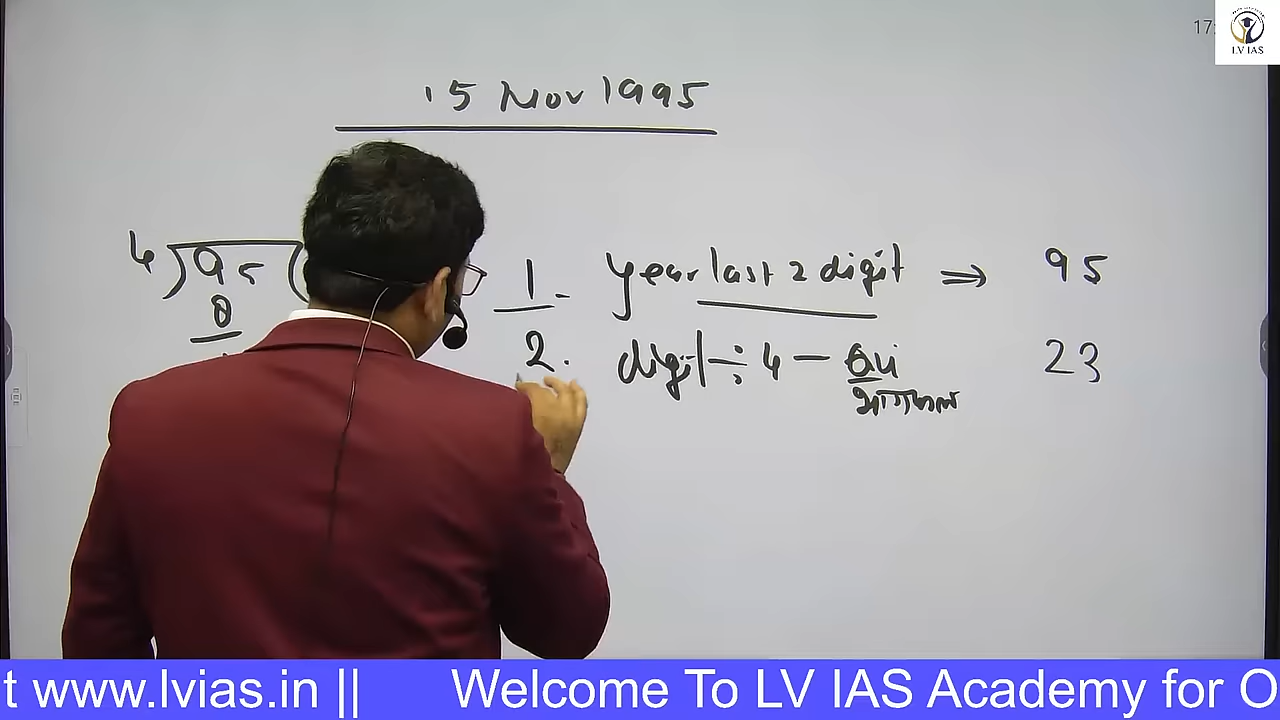 17:
LV IAS
15 Nov 1995
4) 95 (
8
1 - year last 2 digit ⇒ 95
2. digit ÷ 4 - Qu 23
भागफल
t www.lvias.in || Welcome To LV IAS Academy for O